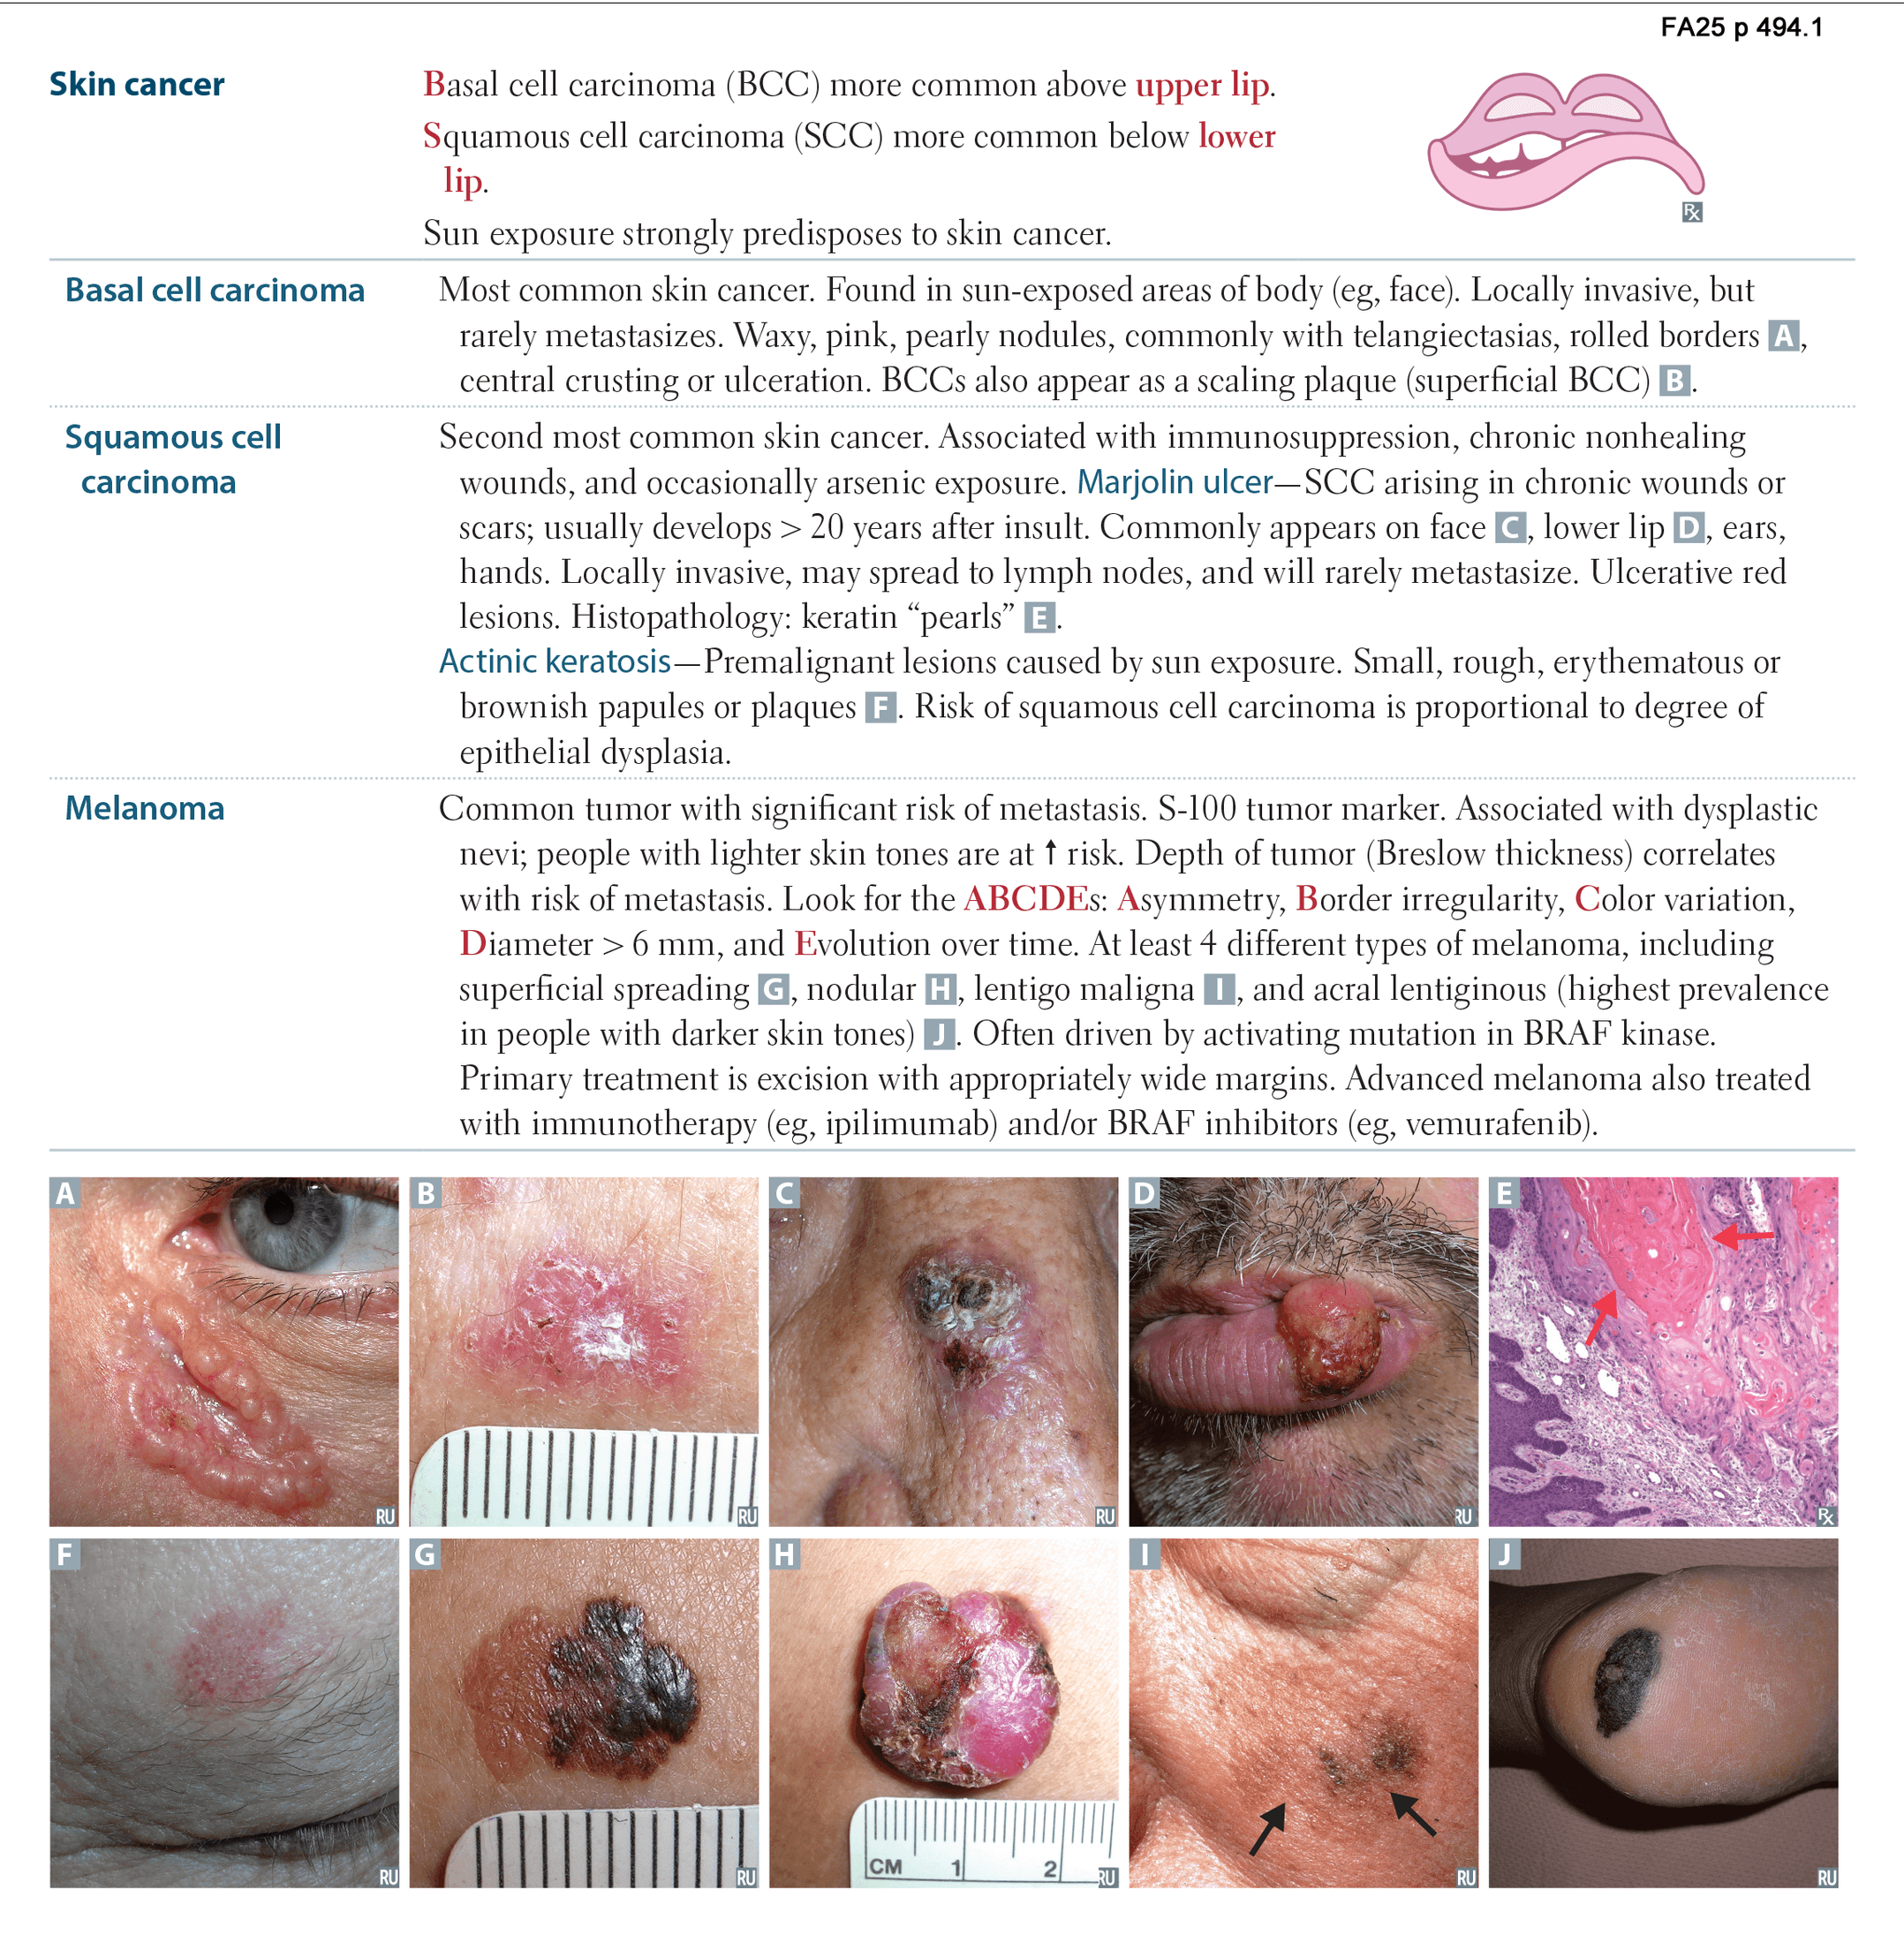 FA25 p 494.1
Skin cancer
Basal cell carcinoma (BCC) more common above upper lip.
Squamous cell carcinoma (SCC) more common below lower
lip.
Sun exposure strongly predisposes to skin cancer.
Rx
Basal cell carcinoma
Most common skin cancer. Found in sun-exposed areas of body (eg, face). Locally invasive, but
rarely metastasizes. Waxy, pink, pearly nodules, commonly with telangiectasias, rolled borders A,
central crusting or ulceration. BCCs also appear as a scaling plaque (superficial BCC) B.
Squamous cell
carcinoma
Second most common skin cancer. Associated with immunosuppression, chronic nonhealing
wounds, and occasionally arsenic exposure. Marjolin ulcer—SCC arising in chronic wounds or
scars; usually develops > 20 years after insult. Commonly appears on face C, lower lip D, ears,
hands. Locally invasive, may spread to lymph nodes, and will rarely metastasize. Ulcerative red
lesions. Histopathology: keratin “pearls” E.
Actinic keratosis—Premalignant lesions caused by sun exposure. Small, rough, erythematous or
brownish papules or plaques F. Risk of squamous cell carcinoma is proportional to degree of
epithelial dysplasia.
Melanoma
Common tumor with significant risk of metastasis. S-100 tumor marker. Associated with dysplastic
nevi; people with lighter skin tones are at ↑ risk. Depth of tumor (Breslow thickness) correlates
with risk of metastasis. Look for the ABCDEs: Asymmetry, Border irregularity, Color variation,
Diameter > 6 mm, and Evolution over time. At least 4 different types of melanoma, including
superficial spreading G, nodular H, lentigo maligna I, and acral lentiginous (highest prevalence
in people with darker skin tones) J. Often driven by activating mutation in BRAF kinase.
Primary treatment is excision with appropriately wide margins. Advanced melanoma also treated
with immunotherapy (eg, ipilimumab) and/or BRAF inhibitors (eg, vemurafenib).
A B C D E
RU RU RU RU Rx
F G H I J
CM 1 2
RU RU RU RU RU